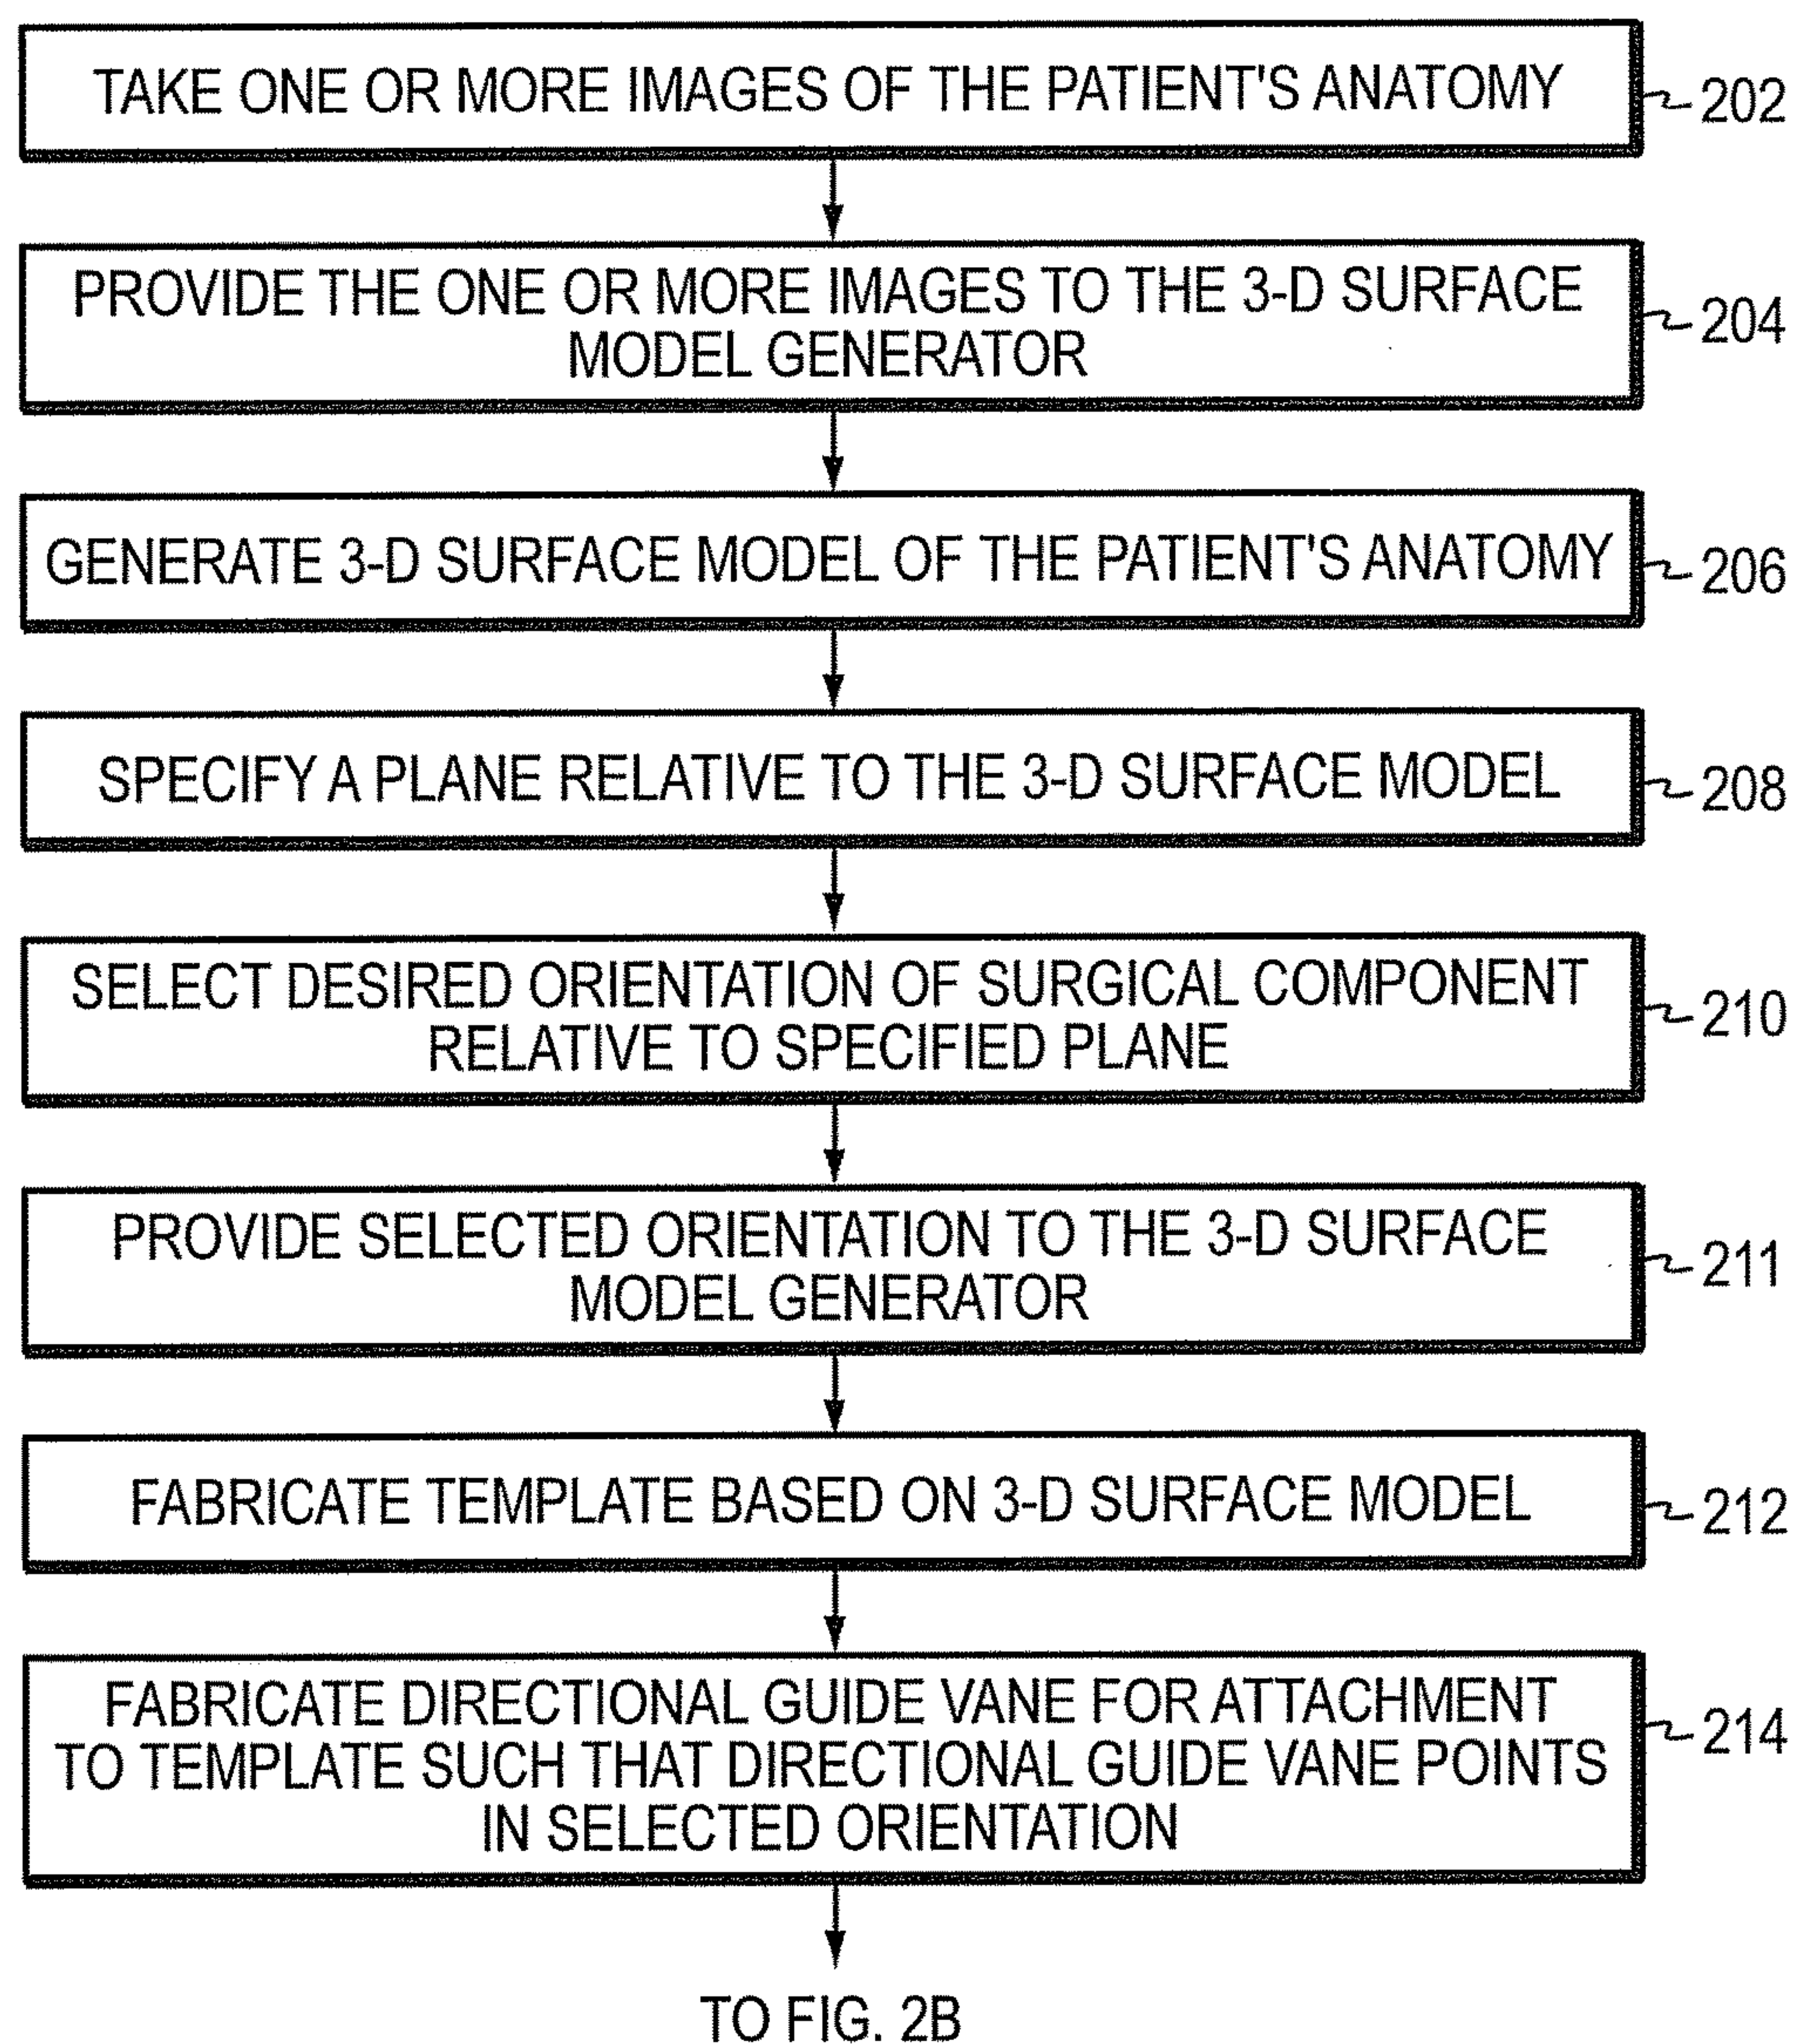 TAKE ONE OR MORE IMAGES OF THE PATIENT'S ANATOMY
202
PROVIDE THE ONE OR MORE IMAGES TO THE 3-D SURFACE
MODEL GENERATOR
204
GENERATE 3-D SURFACE MODEL OF THE PATIENT'S ANATOMY
206
SPECIFY A PLANE RELATIVE TO THE 3-D SURFACE MODEL
208
SELECT DESIRED ORIENTATION OF SURGICAL COMPONENT
RELATIVE TO SPECIFIED PLANE
210
PROVIDE SELECTED ORIENTATION TO THE 3-D SURFACE
MODEL GENERATOR
211
FABRICATE TEMPLATE BASED ON 3-D SURFACE MODEL
212
FABRICATE DIRECTIONAL GUIDE VANE FOR ATTACHMENT
TO TEMPLATE SUCH THAT DIRECTIONAL GUIDE VANE POINTS
IN SELECTED ORIENTATION
214
TO FIG. 2B